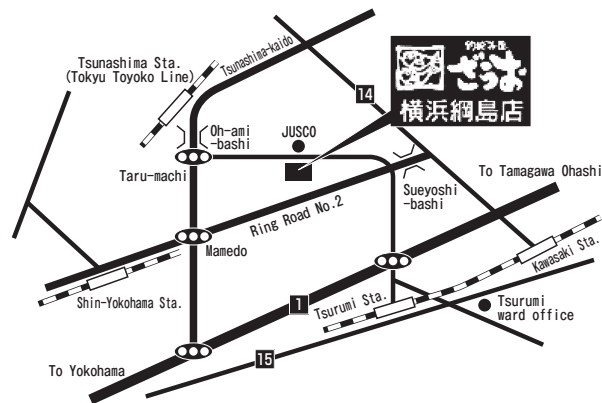 Tsunashima Sta.
(Tokyu Toyoko Line)
Tsunashima-kaido
14
釣船茶屋
ざうお
横浜綱島店
Oh-ami
-bashi
JUSCO
Taru-machi
Sueyoshi
-bashi
To Tamagawa Ohashi
Ring Road No.2
Mamedo
Kawasaki Sta.
Shin-Yokohama Sta.
1
Tsurumi Sta.
Tsurumi
ward office
To Yokohama
15